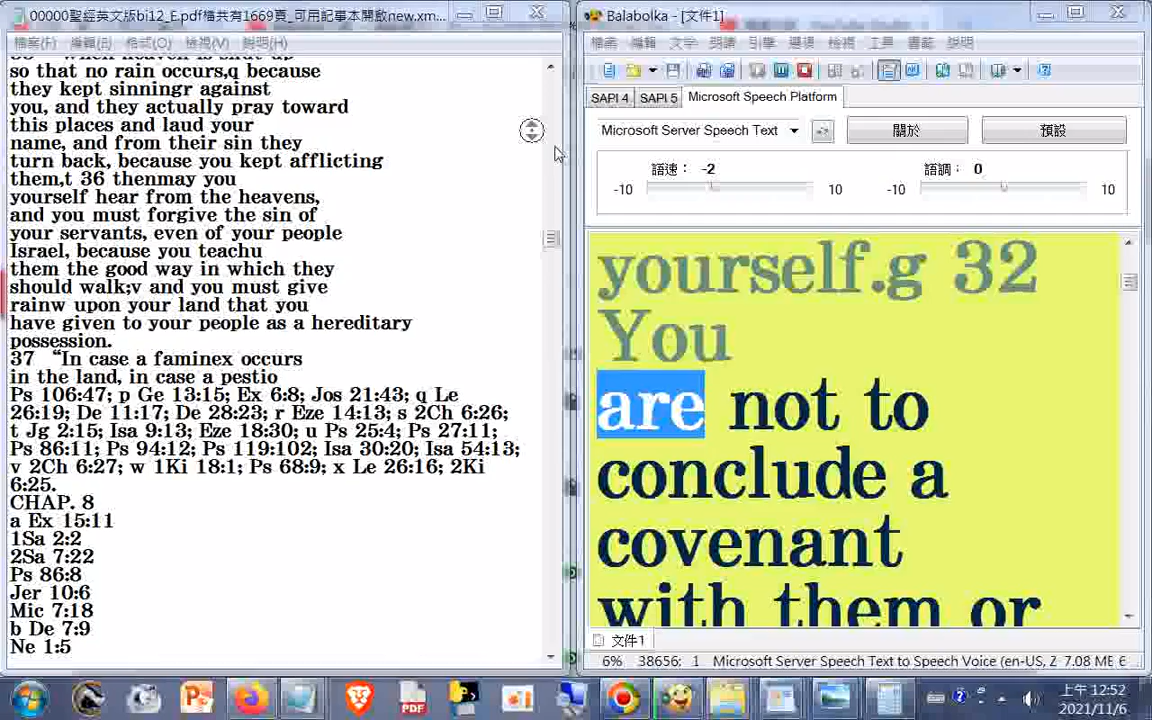 00000聖經英文版bi12_E.pdf檔共有1669頁_可用記事本開啟new.xm...
檔案(F) 編輯(E) 格式(O) 檢視(V) 說明(H)
so that no rain occurs,q because
they kept sinningr against
you, and they actually pray toward
this places and laud your
name, and from their sin they
turn back, because you kept afflicting
them,t 36 thenmay you
yourself hear from the heavens,
and you must forgive the sin of
your servants, even of your people
Israel, because you teachu
them the good way in which they
should walk;v and you must give
rainw upon your land that you
have given to your people as a hereditary
possession.
37 “In case a faminex occurs
in the land, in case a pestio
Ps 106:47; p Ge 13:15; Ex 6:8; Jos 21:43; q Le
26:19; De 11:17; De 28:23; r Eze 14:13; s 2Ch 6:26;
t Jg 2:15; Isa 9:13; Eze 18:30; u Ps 25:4; Ps 27:11;
Ps 86:11; Ps 94:12; Ps 119:102; Isa 30:20; Isa 54:13;
v 2Ch 6:27; w 1Ki 18:1; Ps 68:9; x Le 26:16; 2Ki
6:25.
CHAP. 8
a Ex 15:11
1Sa 2:2
2Sa 7:22
Ps 86:8
Jer 10:6
Mic 7:18
b De 7:9
Ne 1:5
Balabolka - [文件1]
檔案 編輯 文字 朗讀 引擎 選項 檢視 工具 書籤 說明
SAPI 4 SAPI 5 Microsoft Speech Platform
Microsoft Server Speech Text 關於 預設
語速： -2 語調： 0
-10 10 -10 10
yourself.g 32
You
are not to
conclude a
covenant
with them or
文件1
6% 38656: 1 Microsoft Server Speech Text to Speech Voice (en-US, Z 7.08 MB 6
PDF
上午 12:52
2021/11/6